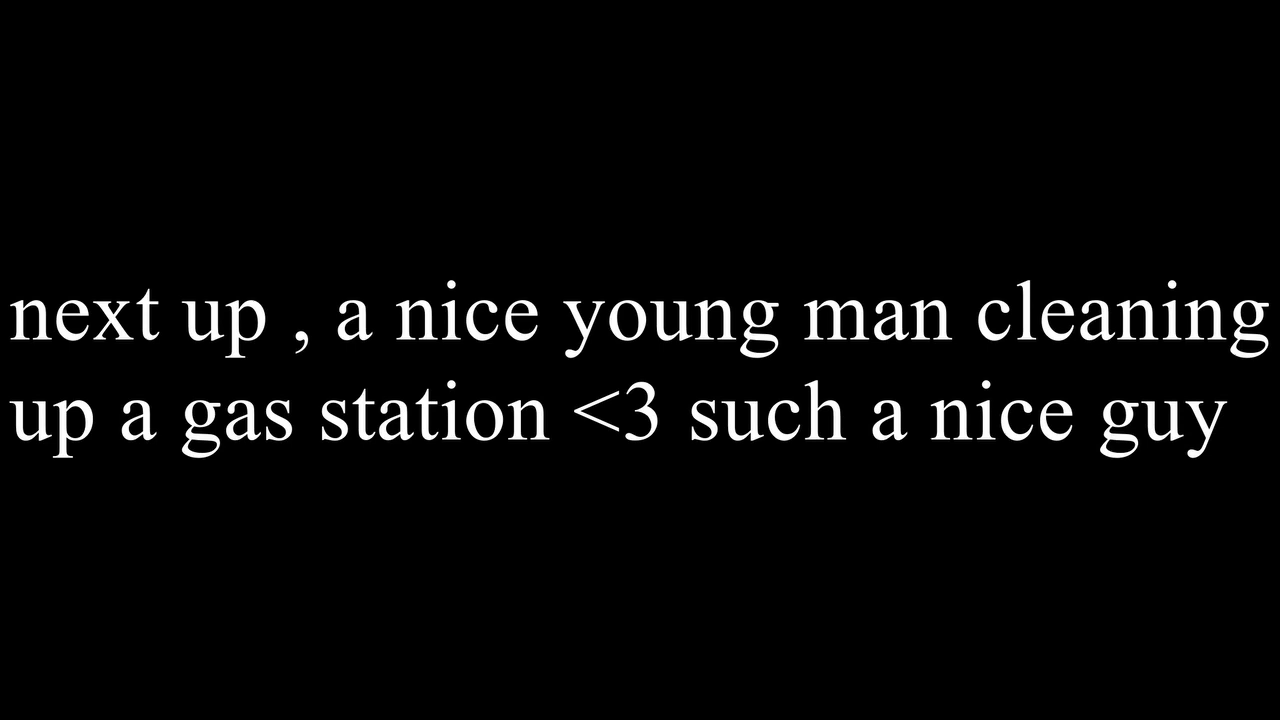 next up , a nice young man cleaning
up a gas station <3 such a nice guy